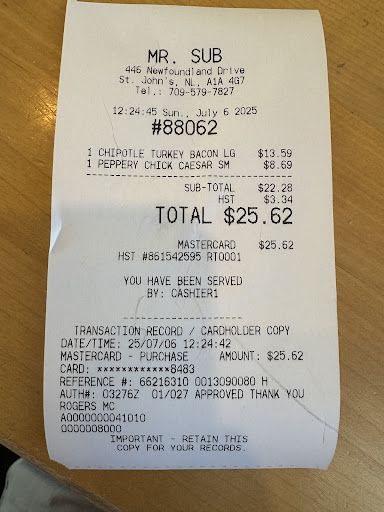 MR. SUB
446 Newfoundland Drive
St. John's, NL, A1A 4G7
Tel.: 709-579-7827
12:24:45 Sun., July 6 2025
#88062
1 CHIPOTLE TURKEY BACON LG $13.59
1 PEPPERY CHICK CAESAR SM $8.69
SUB-TOTAL $22.28
HST $3.34
TOTAL $25.62
MASTERCARD $25.62
HST #861542595 RT0001
YOU HAVE BEEN SERVED
BY: CASHIER1
TRANSACTION RECORD / CARDHOLDER COPY
DATE/TIME: 25/07/06 12:24:42
MASTERCARD - PURCHASE AMOUNT: $25.62
CARD: ************8483
REFERENCE #: 66216310 0013090080 H
AUTH#: 03276Z 01/027 APPROVED THANK YOU
ROGERS MC
A0000000041010
0000008000
IMPORTANT - RETAIN THIS
COPY FOR YOUR RECORDS.